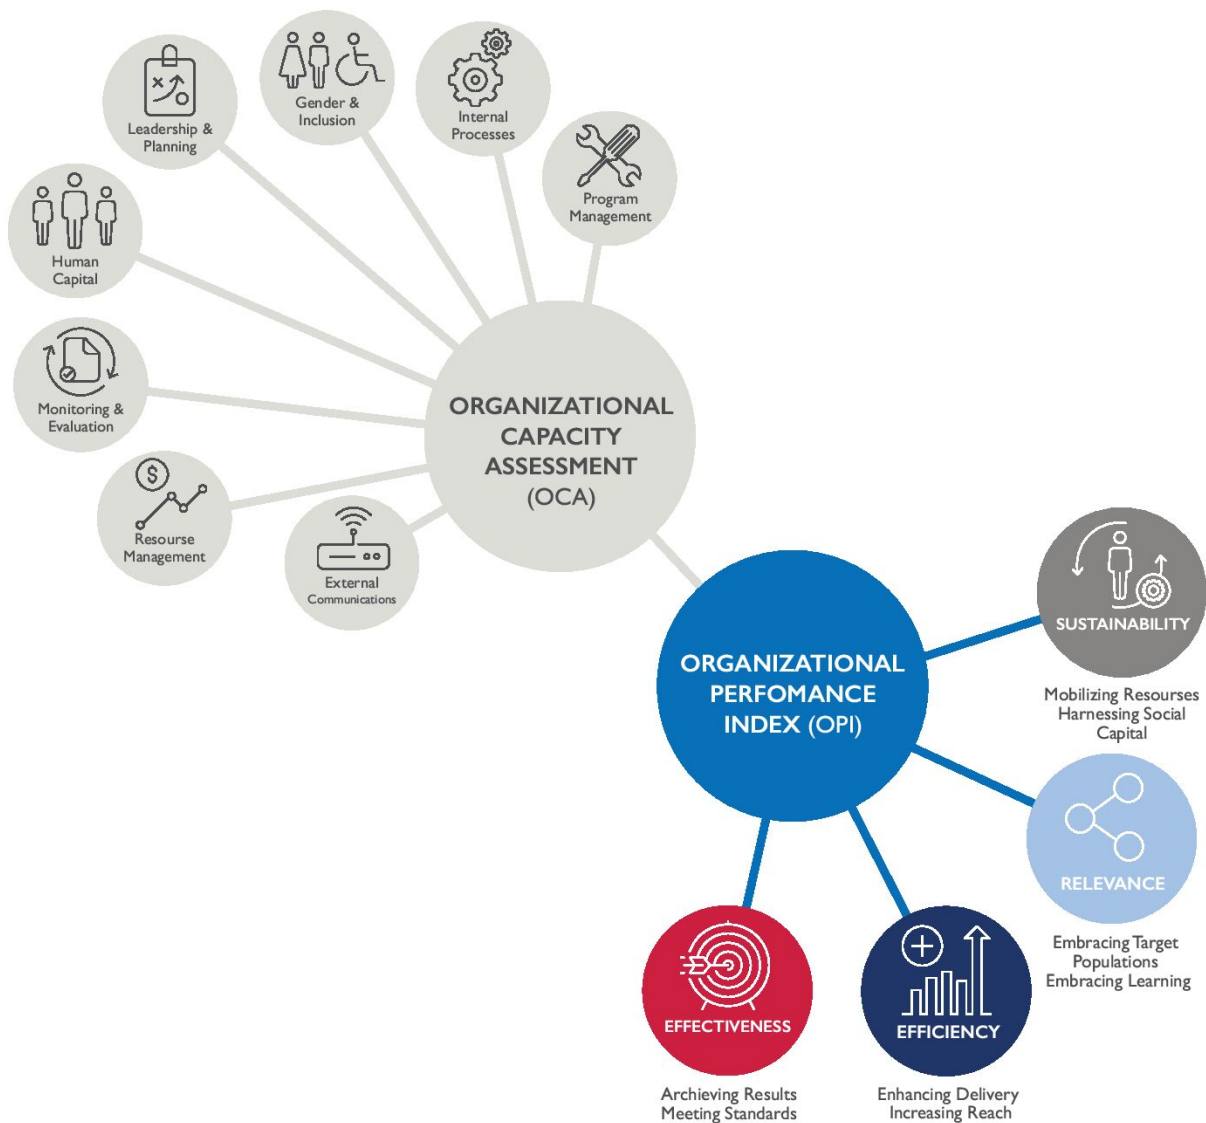 Gender &
Inclusion
Internal
Processes
Leadership &
Planning
Program
Management
Human
Capital
Monitoring &
Evaluation
ORGANIZATIONAL
CAPACITY
ASSESSMENT
(OCA)
$
Resourse
Management
External
Communications
SUSTAINABILITY
Mobilizing Resourses
Harnessing Social
Capital
ORGANIZATIONAL
PERFOMANCE
INDEX (OPI)
RELEVANCE
Embracing Target
Populations
Embracing Learning
EFFECTIVENESS
Archieving Results
Meeting Standards
EFFICIENCY
Enhancing Delivery
Increasing Reach